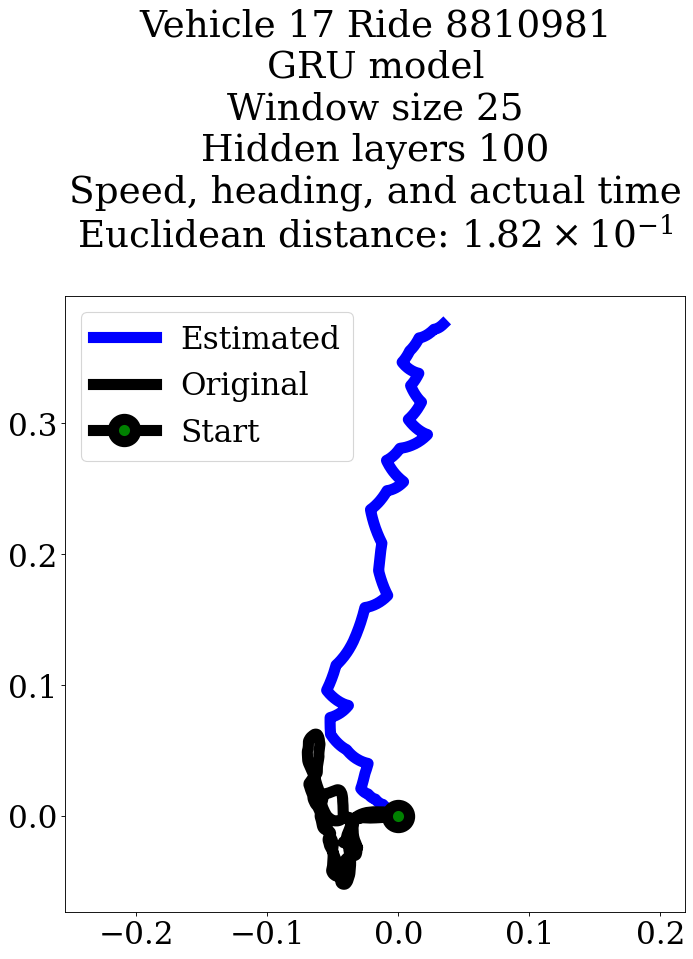 Vehicle 17 Ride 8810981
GRU model
Window size 25
Hidden layers 100
Speed, heading, and actual time
Euclidean distance: 1.82 × 10⁻¹
Estimated
Original
Start
0.3
0.2
0.1
0.0
−0.2
−0.1
0.0
0.1
0.2